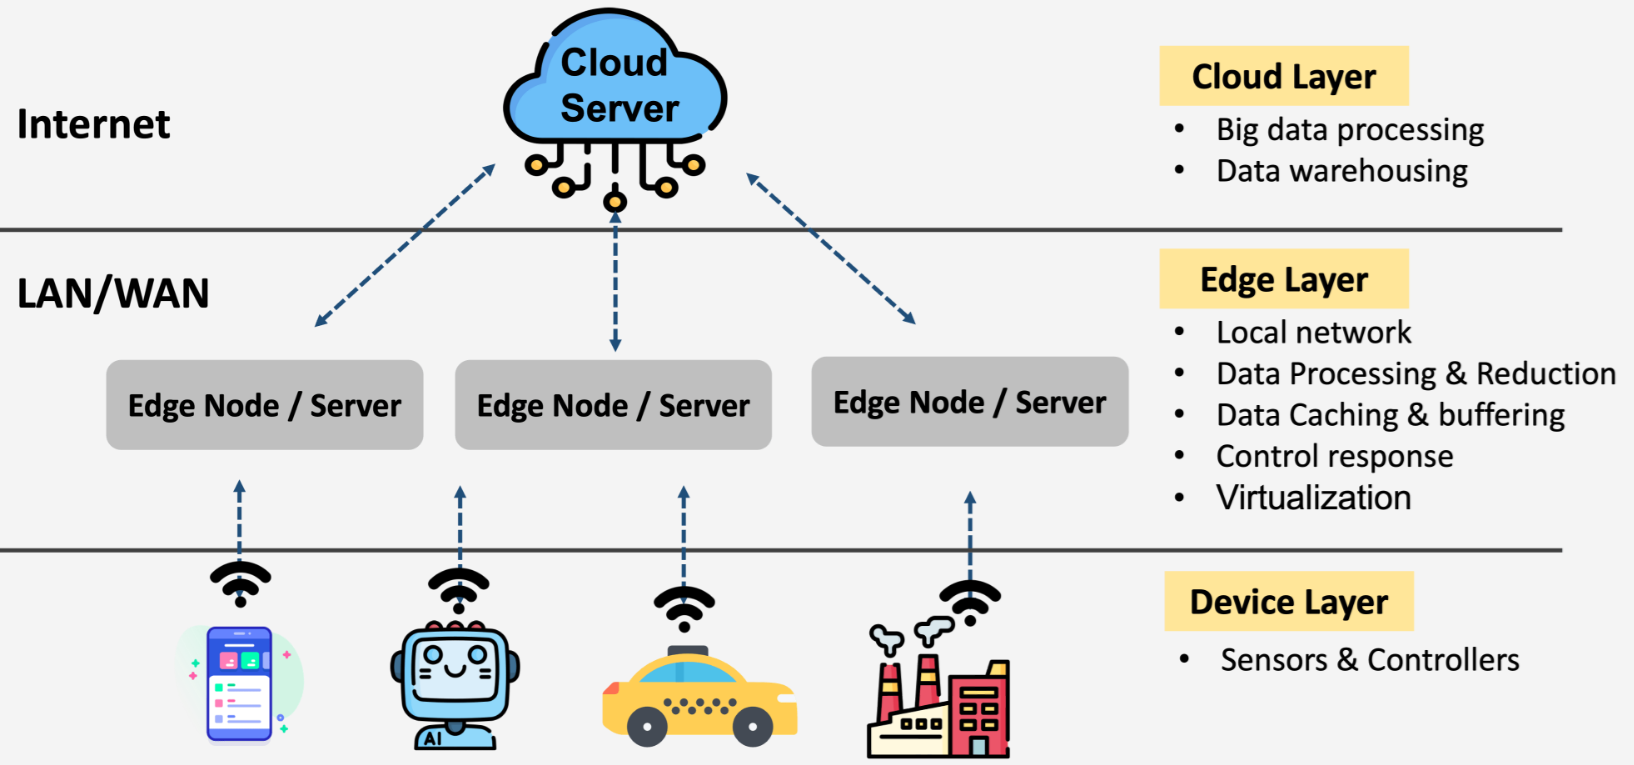 Cloud
Server
Internet
Cloud Layer
• Big data processing
• Data warehousing
LAN/WAN
Edge Layer
• Local network
• Data Processing & Reduction
• Data Caching & buffering
• Control response
• Virtualization
Edge Node / Server
Edge Node / Server
Edge Node / Server
Device Layer
• Sensors & Controllers
AI